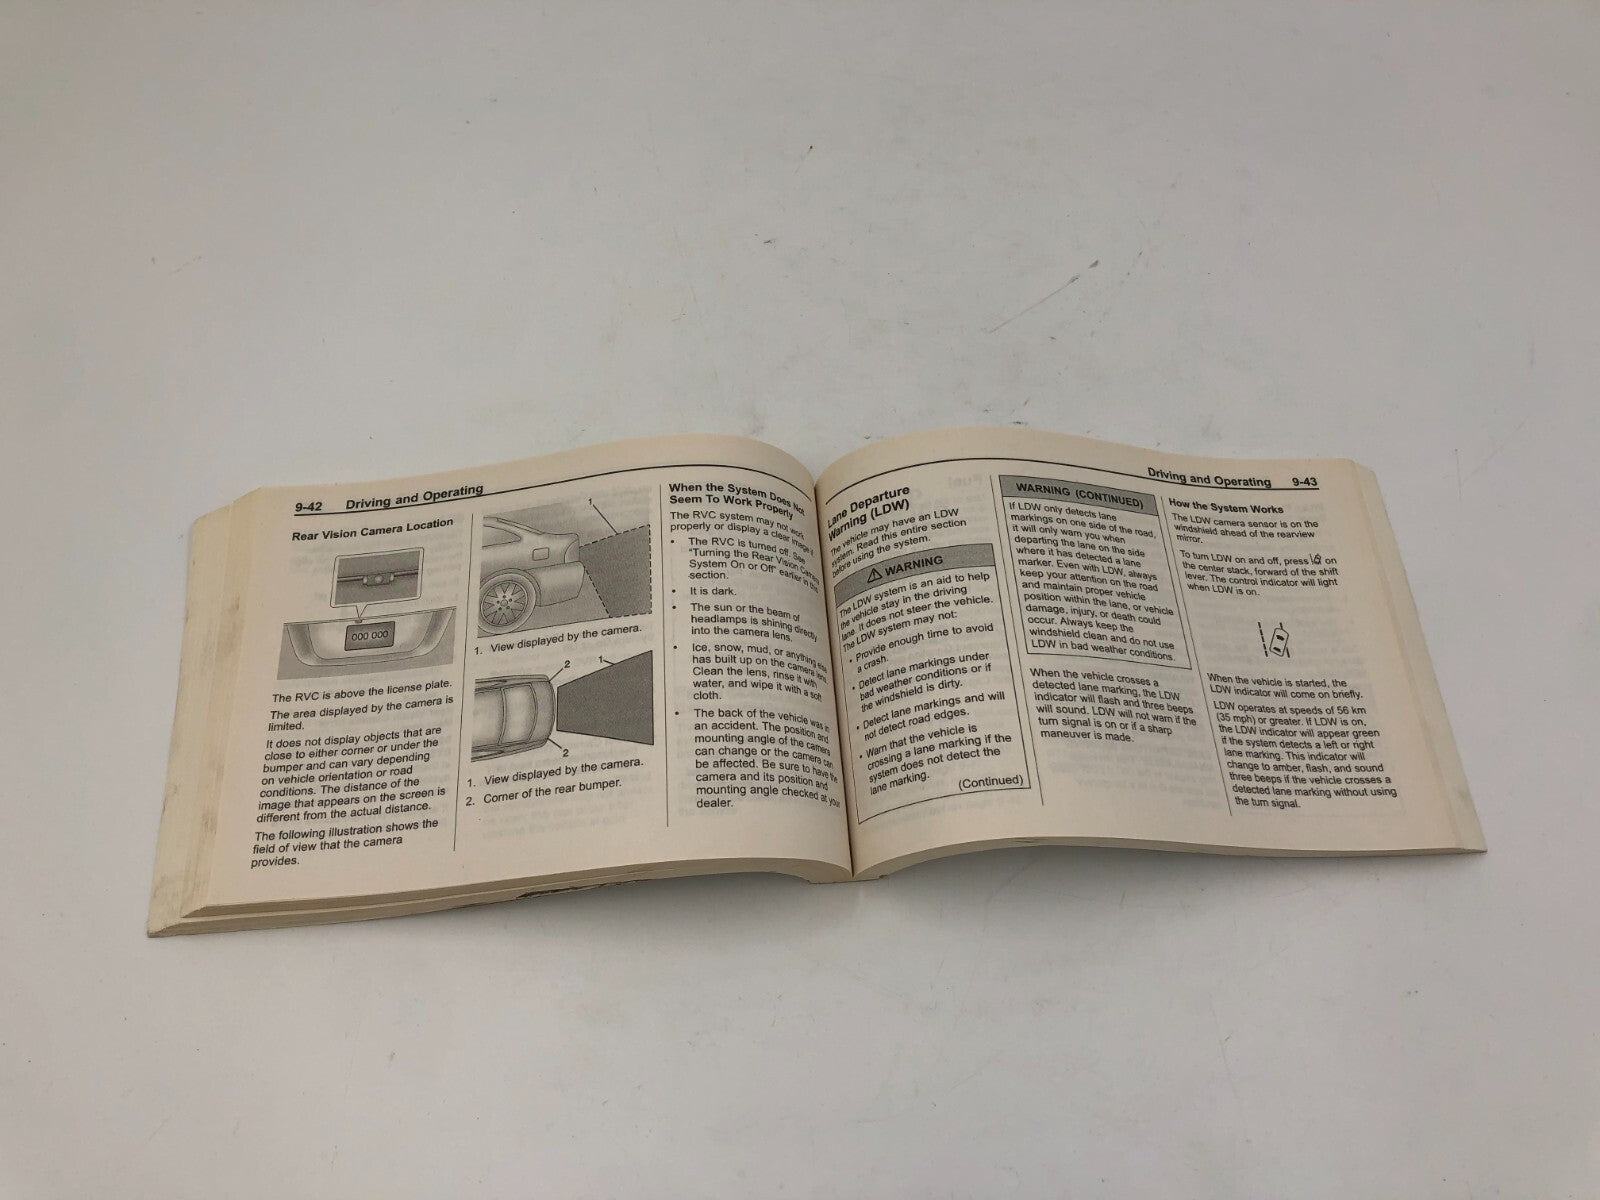 9-42 Driving and Operating
Rear Vision Camera Location
000 000
The RVC is above the license plate.
The area displayed by the camera is
limited.
It does not display objects that are
close to either corner or under the
bumper and can vary depending
on vehicle orientation or road
conditions. The distance of the
image that appears on the screen is
different from the actual distance.
The following illustration shows the
field of view that the camera
provides.
1
1. View displayed by the camera.
2
1
2
1. View displayed by the camera.
2. Corner of the rear bumper.
When the System Does Not
Seem To Work Properly
The RVC system may not work
properly or display a clear image if
• The RVC is turned off. See
"Turning the Rear Vision Camera
System On or Off" earlier in this
section.
• It is dark.
• The sun or the beam of
headlamps is shining directly
into the camera lens.
• Ice, snow, mud, or anything else
has built up on the camera lens.
Clean the lens, rinse it with
water, and wipe it with a soft
cloth.
• The back of the vehicle was in
an accident. The position and
mounting angle of the camera
can change or the camera can
be affected. Be sure to have the
camera and its position and
mounting angle checked at your
dealer.
Driving and Operating 9-43
Lane Departure
Warning (LDW)
The vehicle may have an LDW
system. Read this entire section
before using the system.
⚠ WARNING
The LDW system is an aid to help
the vehicle stay in the driving
lane. It does not steer the vehicle.
The LDW system may not:
• Provide enough time to avoid
a crash.
• Detect lane markings under
bad weather conditions or if
the windshield is dirty.
• Detect lane markings and will
not detect road edges.
• Warn that the vehicle is
crossing a lane marking if the
system does not detect the
lane marking.
(Continued)
WARNING (CONTINUED)
If LDW only detects lane
markings on one side of the road,
it will only warn you when
departing the lane on the side
where it has detected a lane
marker. Even with LDW, always
keep your attention on the road
and maintain proper vehicle
position within the lane, or vehicle
damage, injury, or death could
occur. Always keep the
windshield clean and do not use
LDW in bad weather conditions.
When the vehicle crosses a
detected lane marking, the LDW
indicator will flash and three beeps
will sound. LDW will not warn if the
turn signal is on or if a sharp
maneuver is made.
How the System Works
The LDW camera sensor is on the
windshield ahead of the rearview
mirror.
To turn LDW on and off, press on
the center stack, forward of the shift
lever. The control indicator will light
when LDW is on.
When the vehicle is started, the
LDW indicator will come on briefly.
LDW operates at speeds of 56 km
(35 mph) or greater. If LDW is on,
the LDW indicator will appear green
if the system detects a left or right
lane marking. This indicator will
change to amber, flash, and sound
three beeps if the vehicle crosses a
detected lane marking without using
the turn signal.